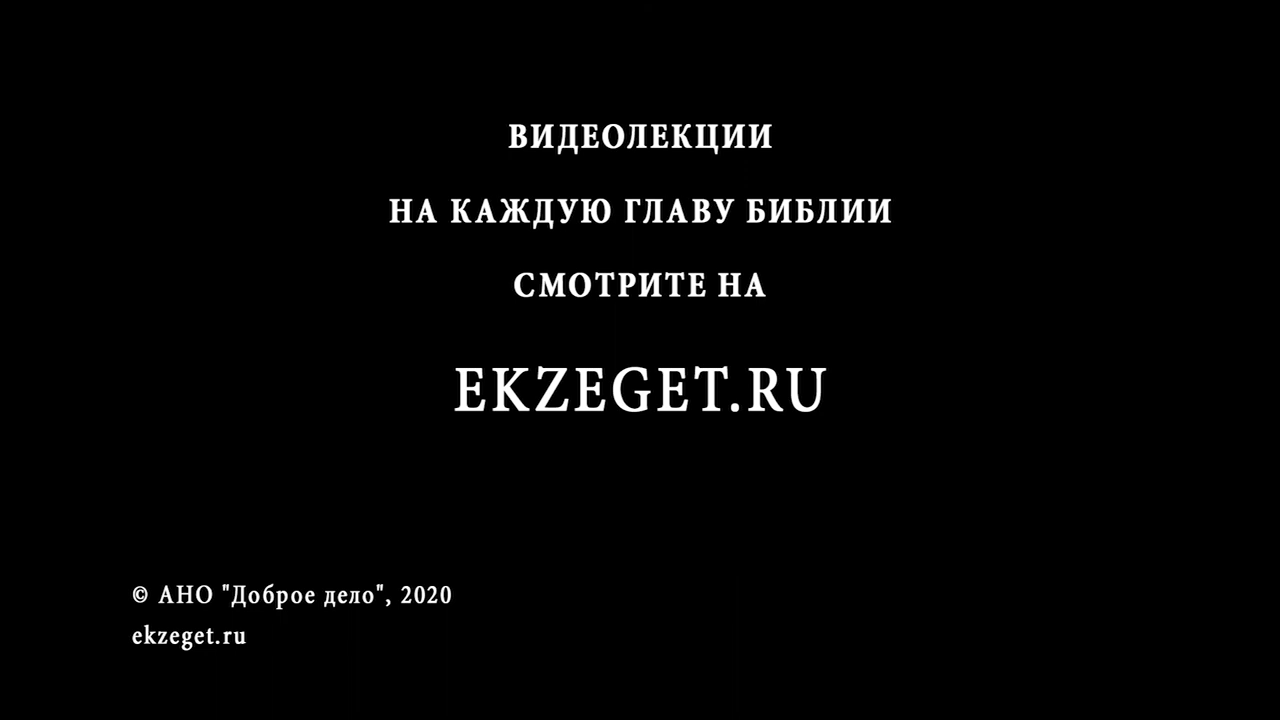 ВИДЕОЛЕКЦИИ
НА КАЖДУЮ ГЛАВУ БИБЛИИ
СМОТРИТЕ НА
EKZEGET.RU
© АНО "Доброе дело", 2020
ekzeget.ru